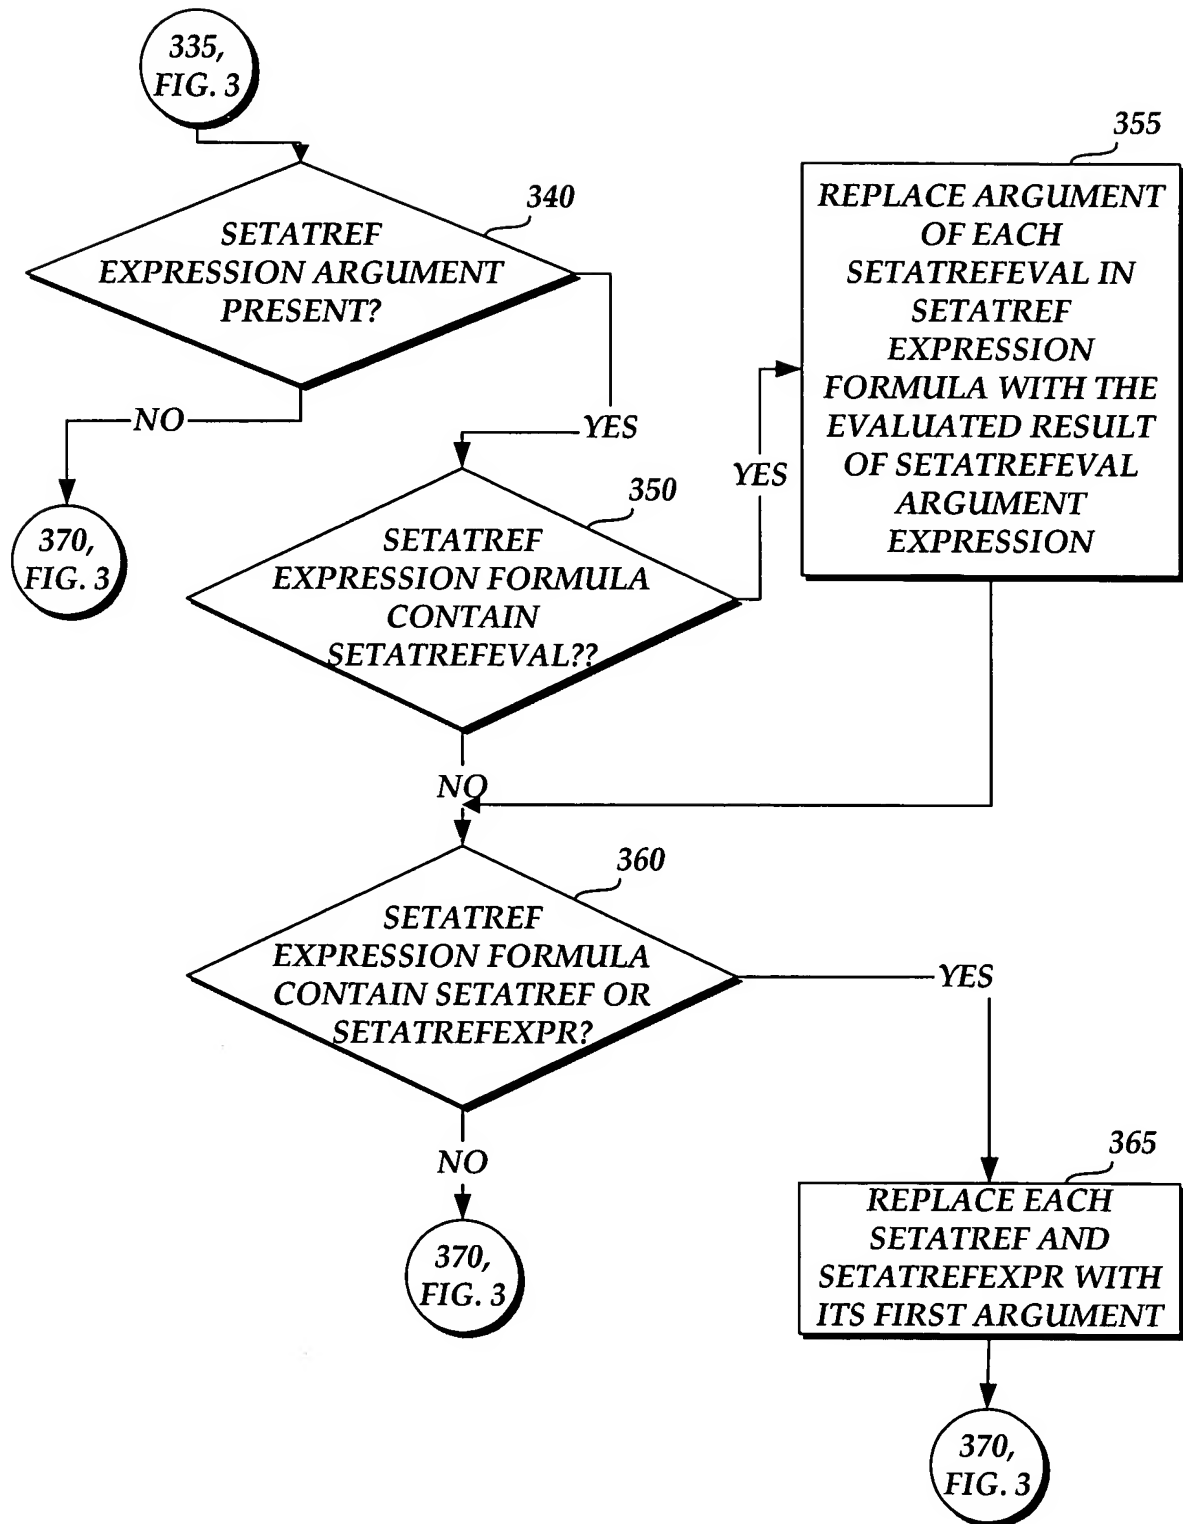 335,
FIG. 3
340
SETATREF
EXPRESSION ARGUMENT
PRESENT?
NO
YES
370,
FIG. 3
350
SETATREF
EXPRESSION FORMULA
CONTAIN
SETATREFEVAL??
YES
355
REPLACE ARGUMENT
OF EACH
SETATREFEVAL IN
SETATREF
EXPRESSION
FORMULA WITH THE
EVALUATED RESULT
OF SETATREFEVAL
ARGUMENT
EXPRESSION
NO
360
SETATREF
EXPRESSION FORMULA
CONTAIN SETATREF OR
SETATREFEXPR?
YES
NO
370,
FIG. 3
365
REPLACE EACH
SETATREF AND
SETATREFEXPR WITH
ITS FIRST ARGUMENT
370,
FIG. 3